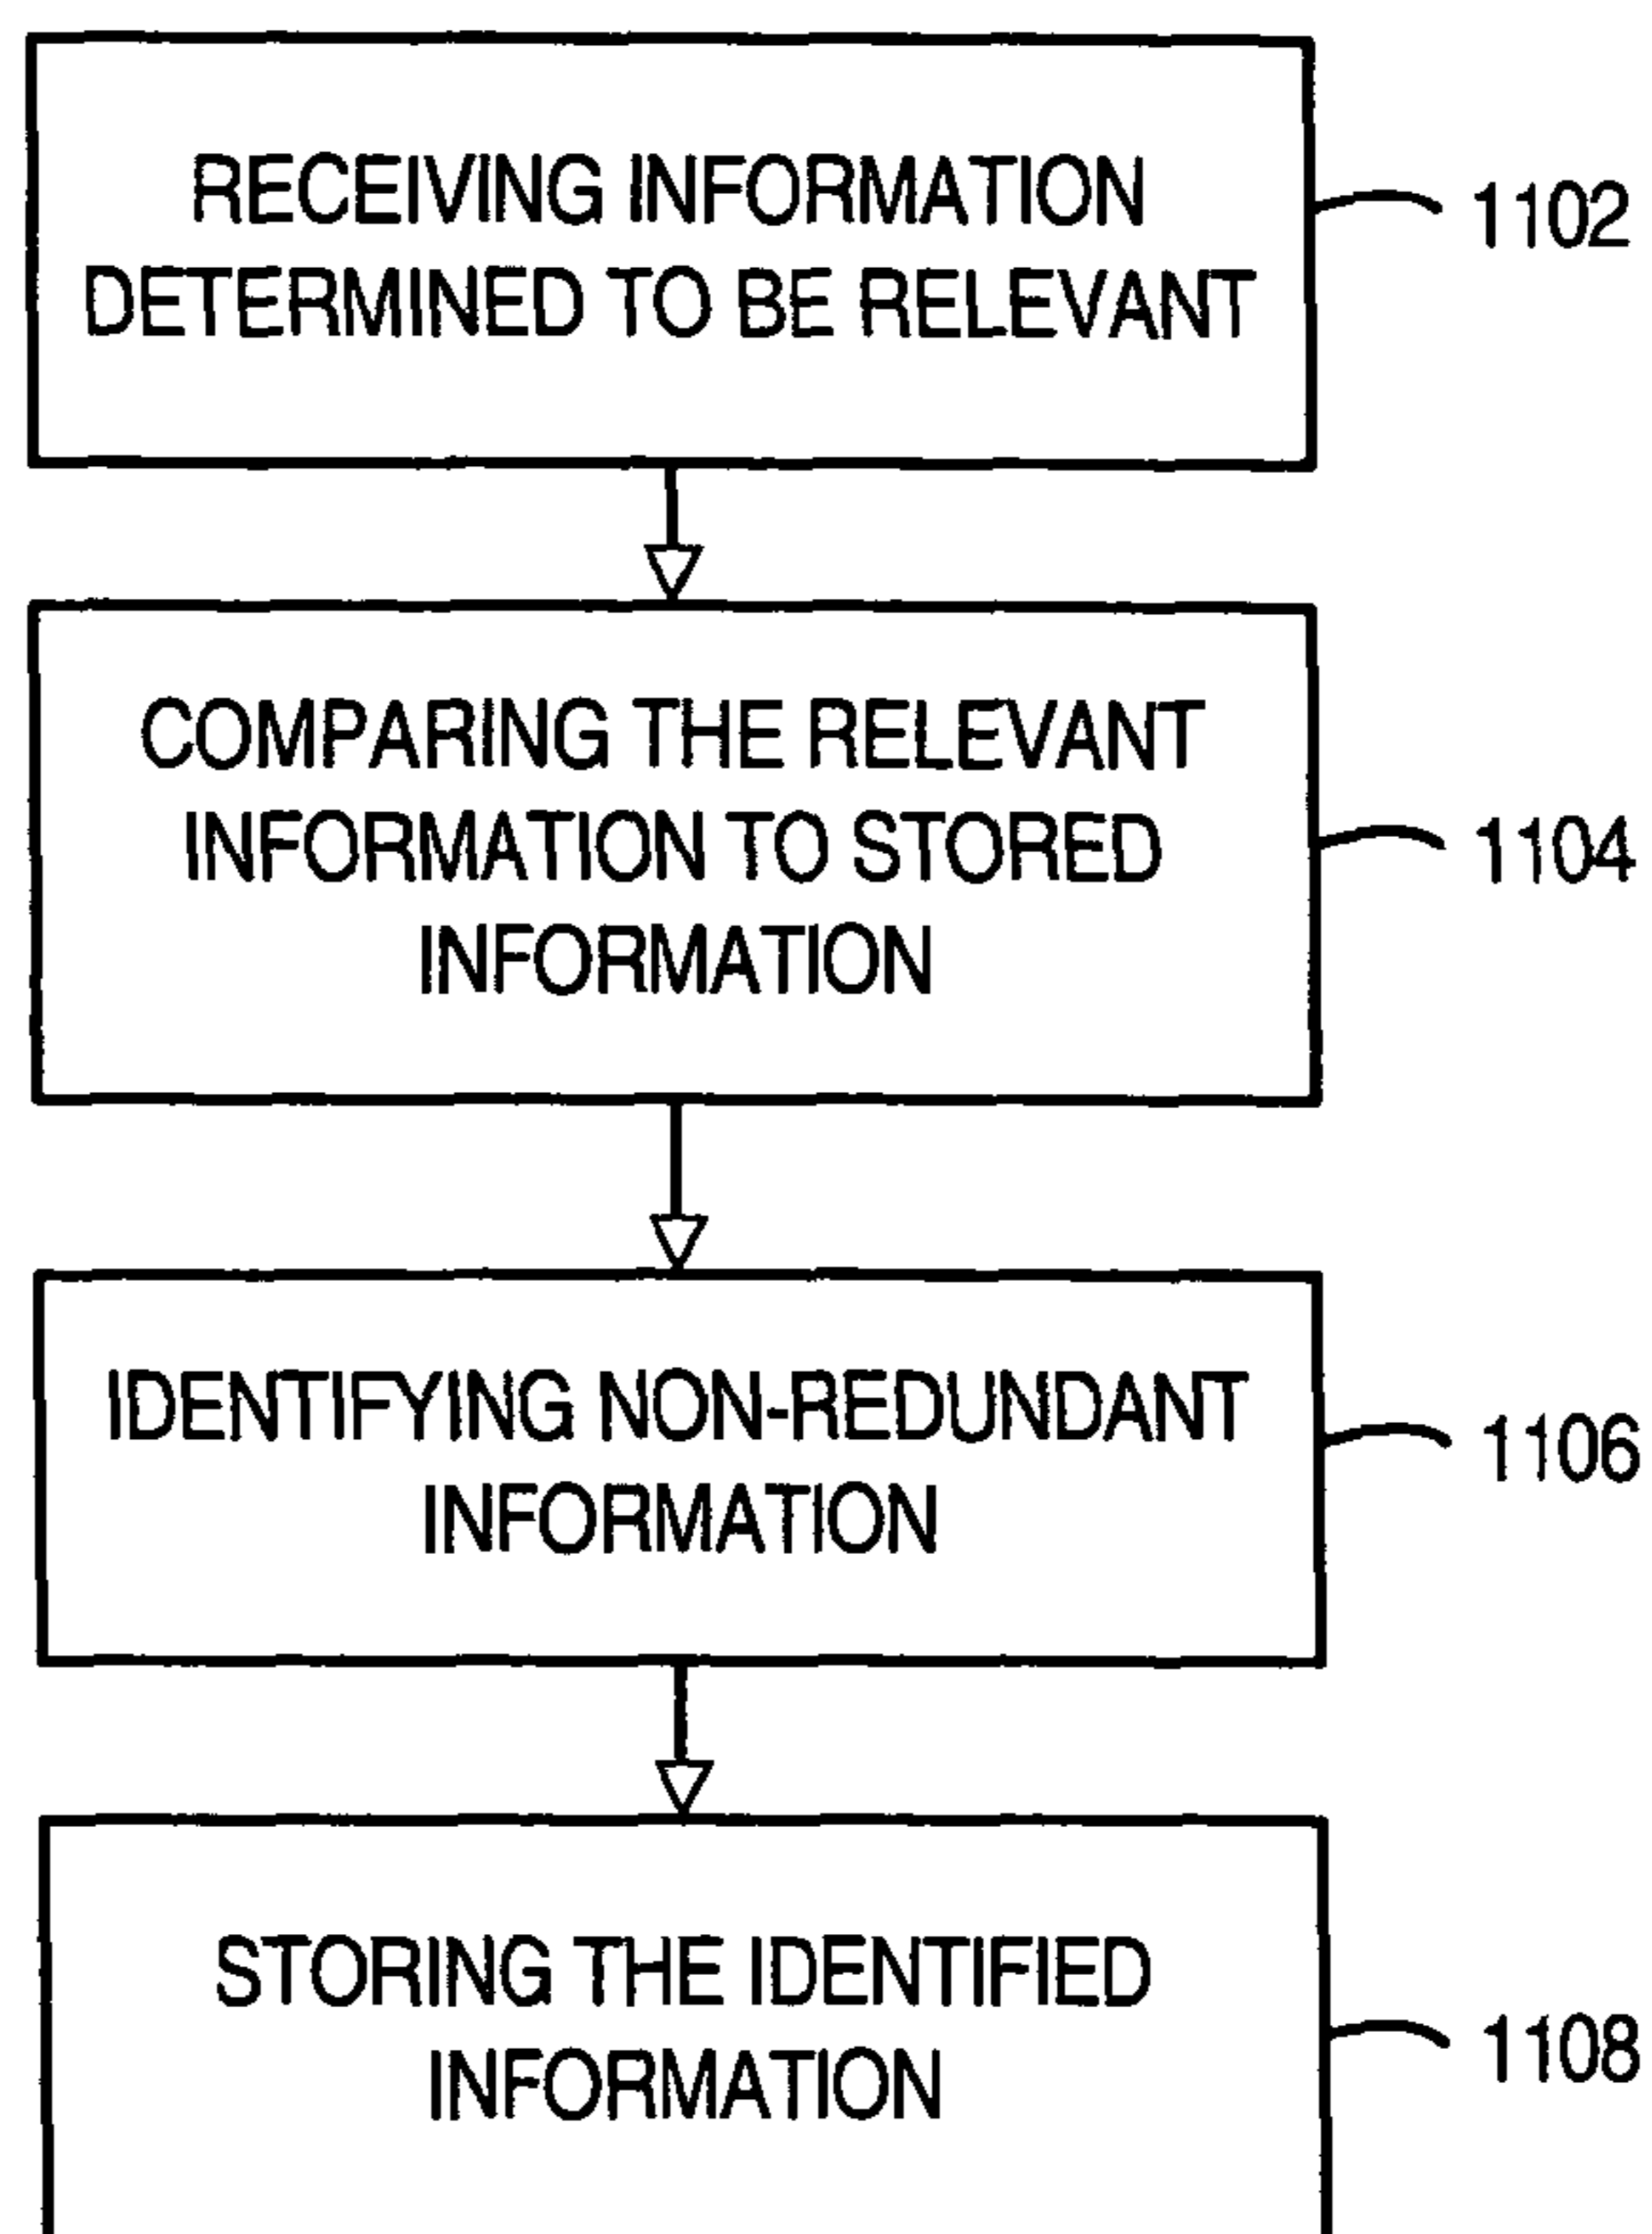 RECEIVING INFORMATION
DETERMINED TO BE RELEVANT
1102
COMPARING THE RELEVANT
INFORMATION TO STORED
INFORMATION
1104
IDENTIFYING NON-REDUNDANT
INFORMATION
1106
STORING THE IDENTIFIED
INFORMATION
1108